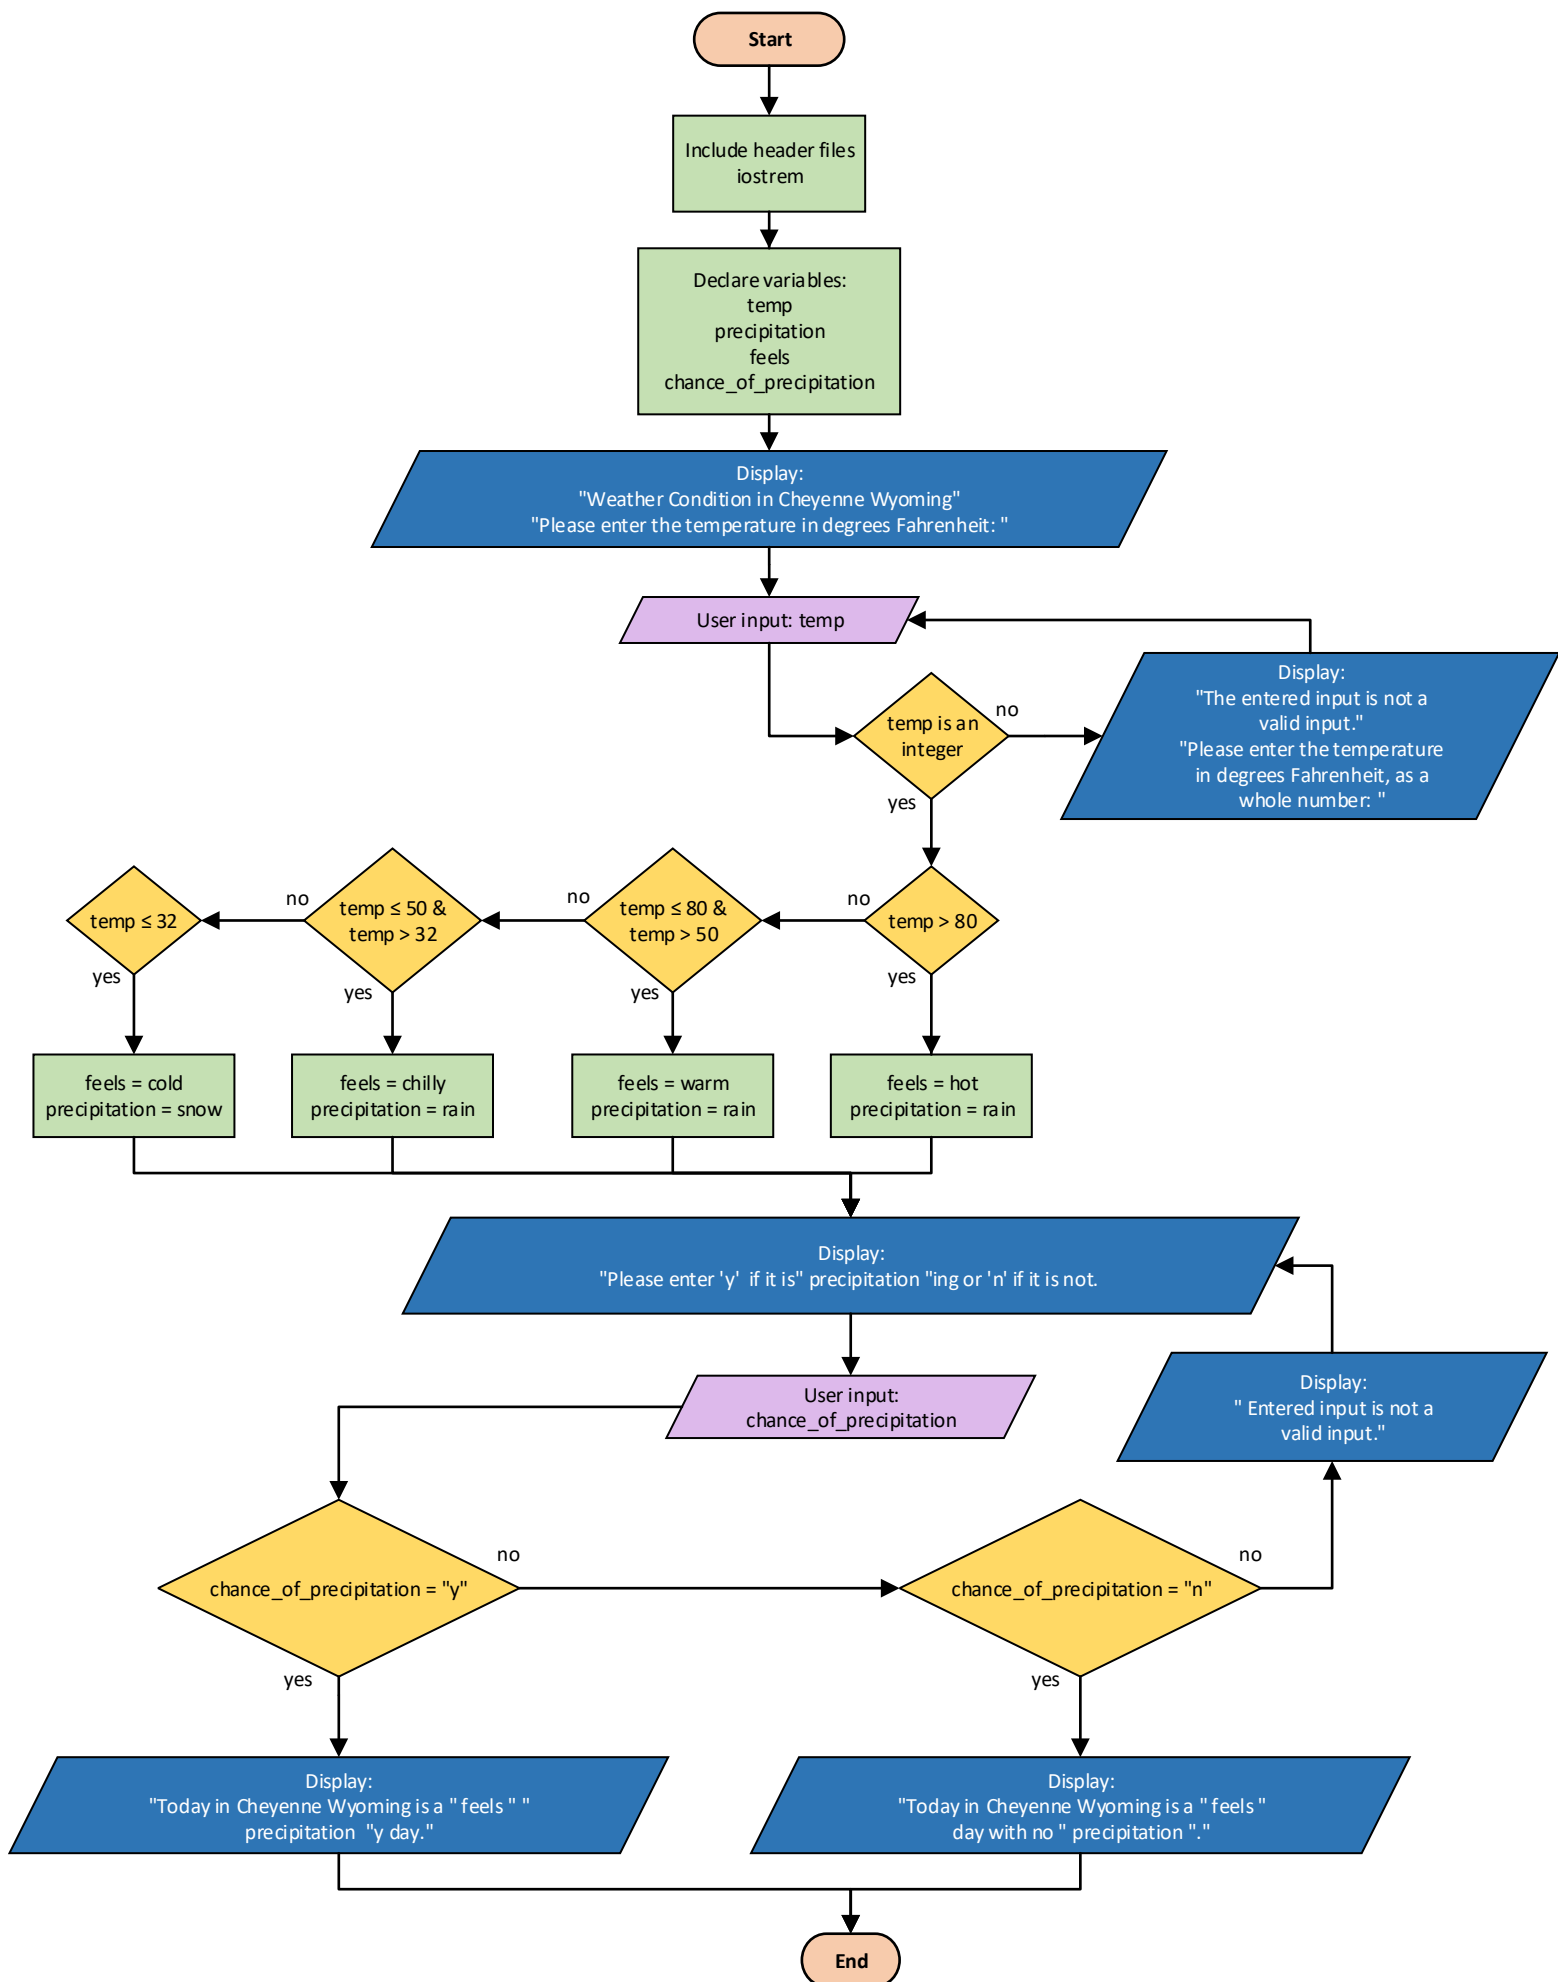 Start
Include header files
iostrem
Declare variables:
temp
precipitation
feels
chance_of_precipitation
Display:
"Weather Condition in Cheyenne Wyoming"
"Please enter the temperature in degrees Fahrenheit: "
User input: temp
temp is an
integer
no
Display:
"The entered input is not a
valid input."
"Please enter the temperature
in degrees Fahrenheit, as a
whole number: "
yes
temp > 80
no
temp ≤ 80 &
temp > 50
no
temp ≤ 50 &
temp > 32
no
temp ≤ 32
yes
yes
yes
yes
feels = cold
precipitation = snow
feels = chilly
precipitation = rain
feels = warm
precipitation = rain
feels = hot
precipitation = rain
Display:
"Please enter 'y'  if it is" precipitation "ing or 'n' if it is not.
User input:
chance_of_precipitation
Display:
" Entered input is not a
valid input."
chance_of_precipitation = "y"
no
chance_of_precipitation = "n"
no
yes
yes
Display:
"Today in Cheyenne Wyoming is a " feels " "
precipitation  "y day."
Display:
"Today in Cheyenne Wyoming is a " feels "
day with no " precipitation "."
End